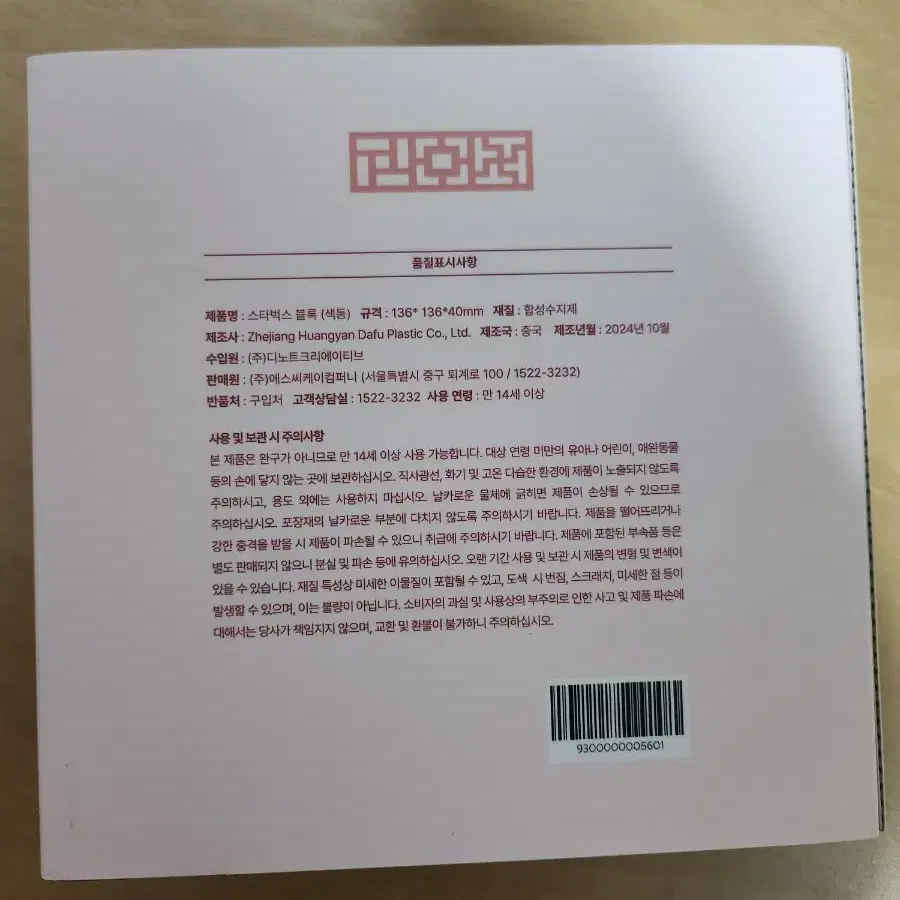 품질표시사항
제품명 : 스타벅스 블록 (색동) 규격 : 136* 136*40mm 재질 : 합성수지제
제조사 : Zhejiang Huangyan Dafu Plastic Co., Ltd. 제조국 : 중국 제조년월 : 2024년 10월
수입원 : (주)디노트크리에이티브
판매원 : (주)에스씨케이컴퍼니 (서울특별시 중구 퇴계로 100 / 1522-3232)
반품처 : 구입처 고객상담실 : 1522-3232 사용 연령 : 만 14세 이상
사용 및 보관 시 주의사항
본 제품은 완구가 아니므로 만 14세 이상 사용 가능합니다. 대상 연령 미만의 유아나 어린이, 애완동물
등의 손에 닿지 않는 곳에 보관하십시오. 직사광선, 화기 및 고온 다습한 환경에 제품이 노출되지 않도록
주의하시고, 용도 외에는 사용하지 마십시오. 날카로운 물체에 긁히면 제품이 손상될 수 있으므로
주의하십시오. 포장재의 날카로운 부분에 다치지 않도록 주의하시기 바랍니다. 제품을 떨어뜨리거나
강한 충격을 받을 시 제품이 파손될 수 있으니 취급에 주의하시기 바랍니다. 제품에 포함된 부속품 등은
별도 판매되지 않으니 분실 및 파손 등에 유의하십시오. 오랜 기간 사용 및 보관 시 제품의 변형 및 변색이
있을 수 있습니다. 재질 특성상 미세한 이물질이 포함될 수 있고, 도색 시 번짐, 스크래치, 미세한 점 등이
발생할 수 있으며, 이는 불량이 아닙니다. 소비자의 과실 및 사용상의 부주의로 인한 사고 및 제품 파손에
대해서는 당사가 책임지지 않으며, 교환 및 환불이 불가하니 주의하십시오.
9300000005601